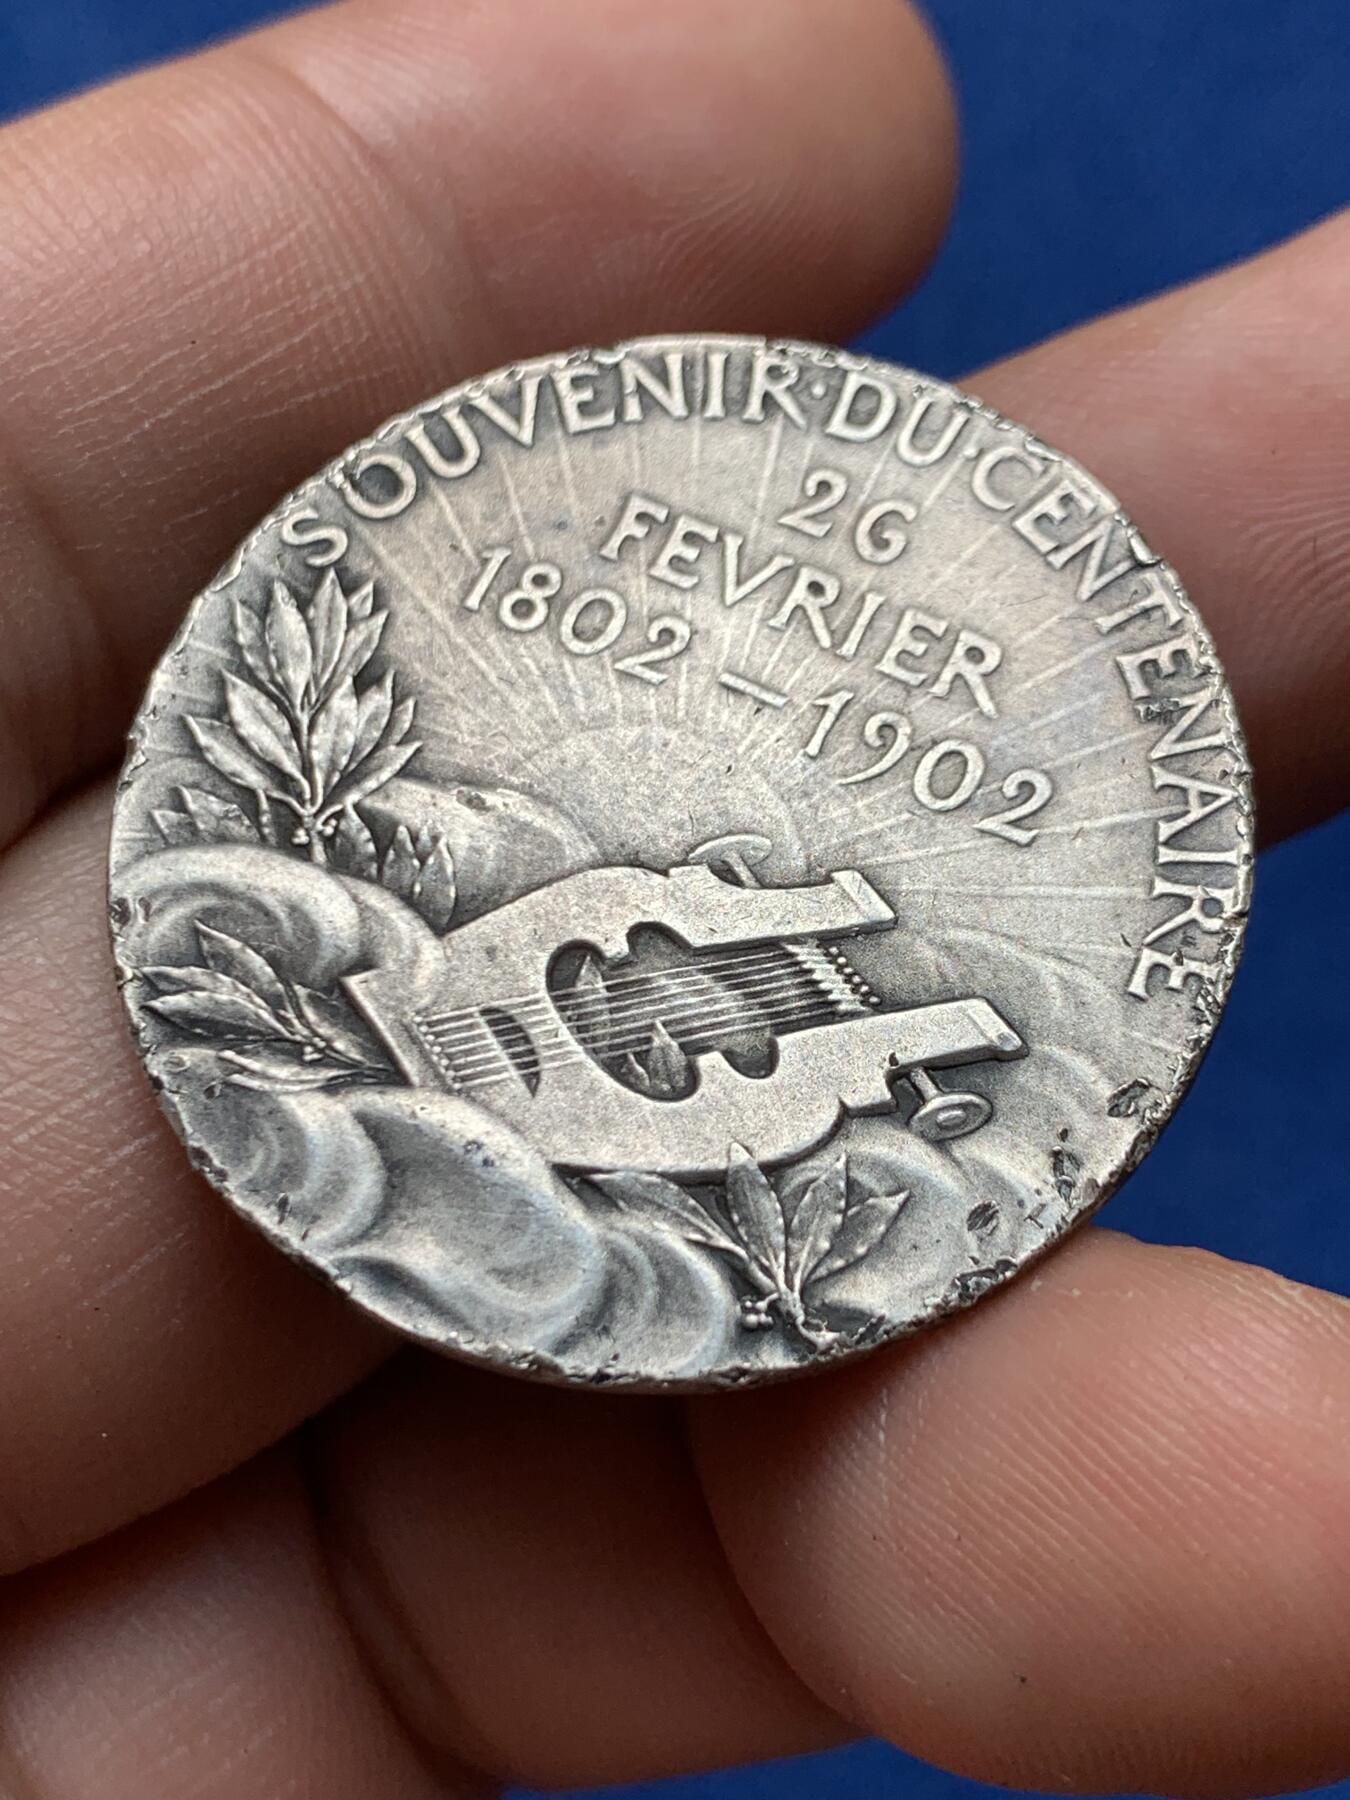 SOUVENIR·DU·CENTENAIRE
26
FEVRIER
1802–1902